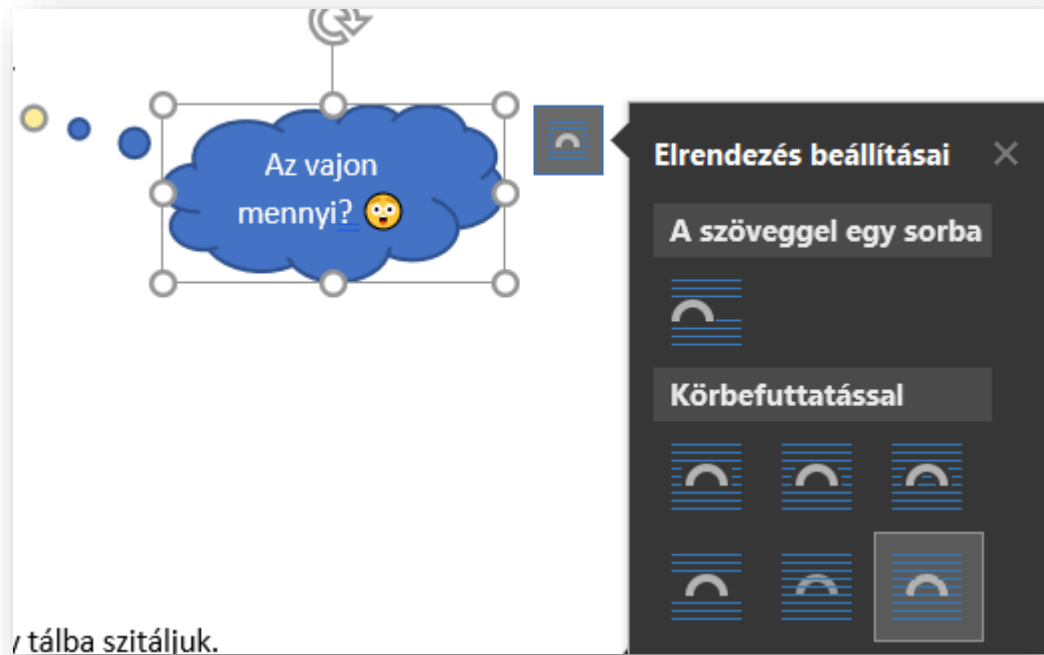 Az vajon
mennyi? 😳
Elrendezés beállításai
A szöveggel egy sorba
Körbefuttatással
tálba szitáljuk.